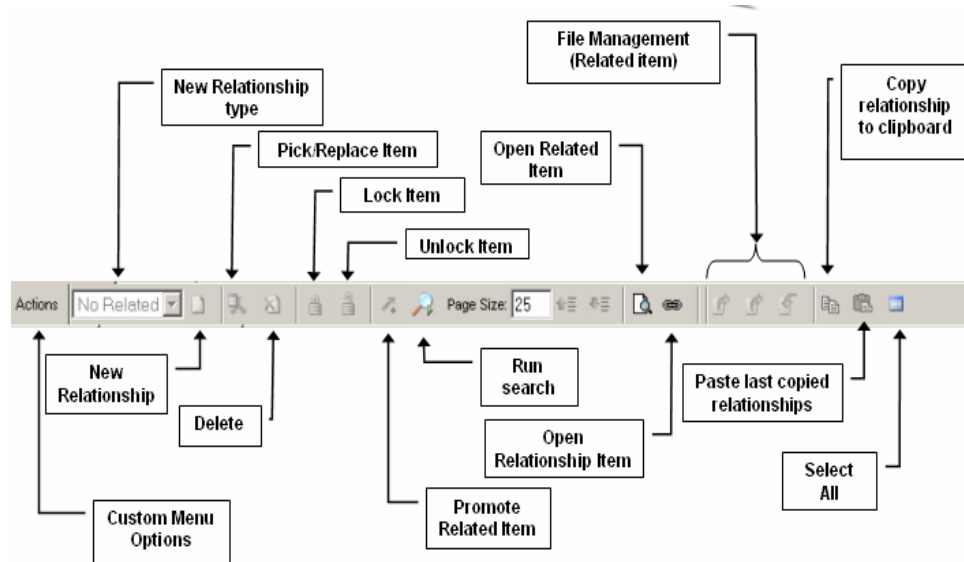 File Management
(Related item)
New Relationship
type
Copy
relationship
to clipboard
Pick/Replace Item
Open Related
Item
Lock Item
Unlock Item
Actions No Related Page Size: 25
New
Relationship
Run
search
Paste last copied
relationships
Delete
Open
Relationship Item
Select
All
Custom Menu
Options
Promote
Related Item